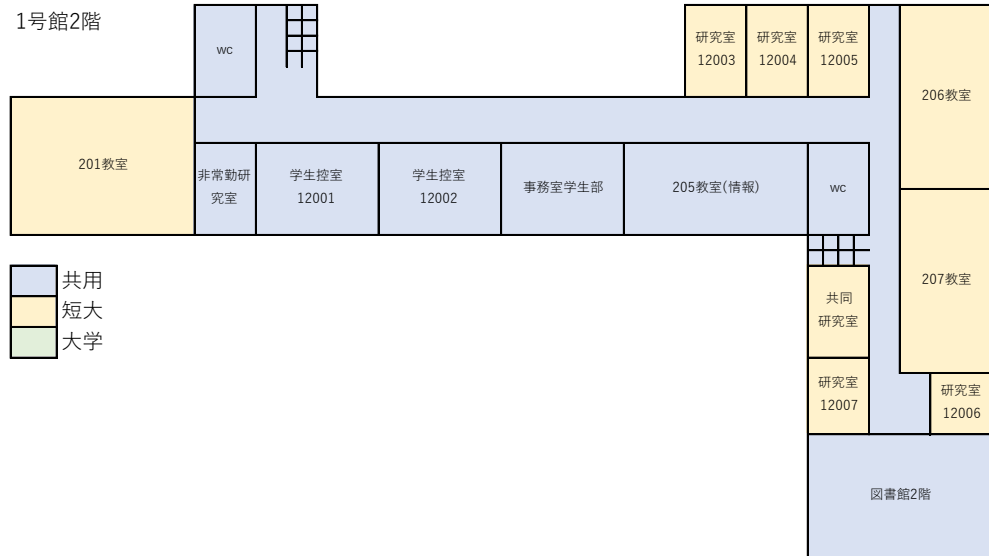 1号館2階
wc
研究室
12003
研究室
12004
研究室
12005
206教室
201教室
非常勤研
究室
学生控室
12001
学生控室
12002
事務室学生部
205教室(情報)
wc
207教室
共用
短大
大学
共同
研究室
研究室
12007
研究室
12006
図書館2階